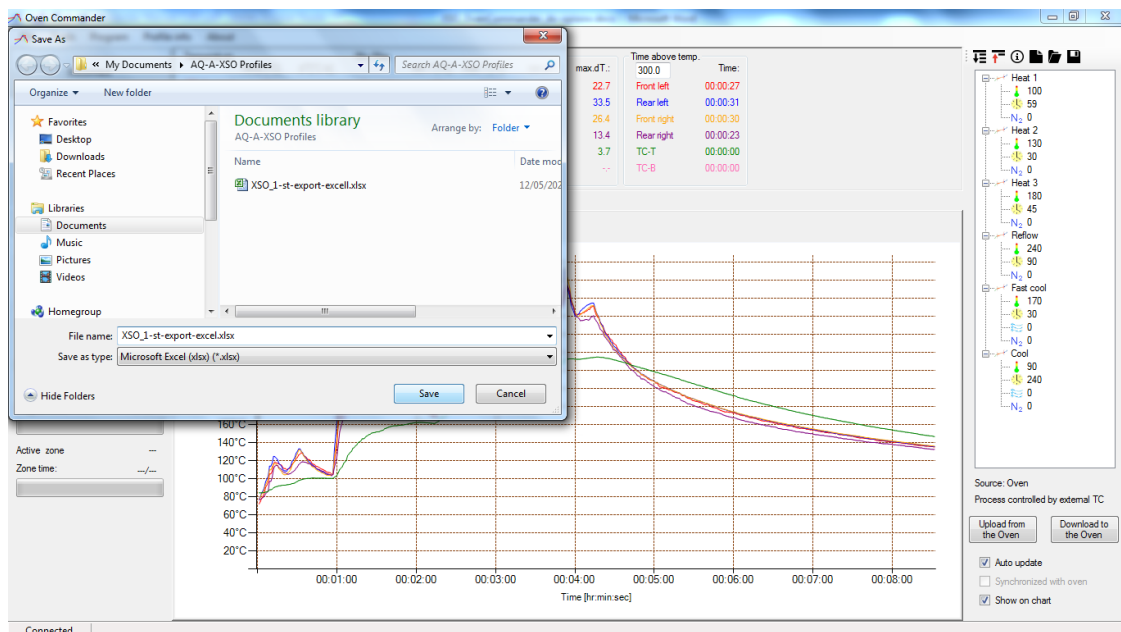 Oven Commander
Save As
« My Documents ▸ AQ-A-XSO Profiles
Search AQ-A-XSO Profiles
Organize
New folder
Favorites
Desktop
Downloads
Recent Places
Libraries
Documents
Music
Pictures
Videos
Homegroup
Documents library
AQ-A-XSO Profiles
Arrange by: Folder
Name
Date mod
XSO_1-st-export-excell.xlsx
12/05/202
File name: XSO_1-st-export-excel.xlsx
Save as type: Microsoft Excel (xlsx) (*.xlsx)
Hide Folders
Save
Cancel
Time above temp.
max.dT.: 300.0 Time:
22.7 Front left 00:00:27
33.5 Rear left 00:00:31
26.4 Front right 00:00:30
13.4 Rear right 00:00:23
3.7 TC-T 00:00:00
-.- TC-B 00:00:00
Active zone ---
Zone time: ---/---
160°C
140°C
120°C
100°C
80°C
60°C
40°C
20°C
00:01:00 00:02:00 00:03:00 00:04:00 00:05:00 00:06:00 00:07:00 00:08:00
Time [hr:min:sec]
Heat 1
100
59
N2 0
Heat 2
130
30
N2 0
Heat 3
180
45
N2 0
Reflow
240
90
N2 0
Fast cool
170
30
0
N2 0
Cool
90
240
0
N2 0
Source: Oven
Process controlled by external TC
Upload from
the Oven
Download to
the Oven
Auto update
Synchronized with oven
Show on chart
Connected